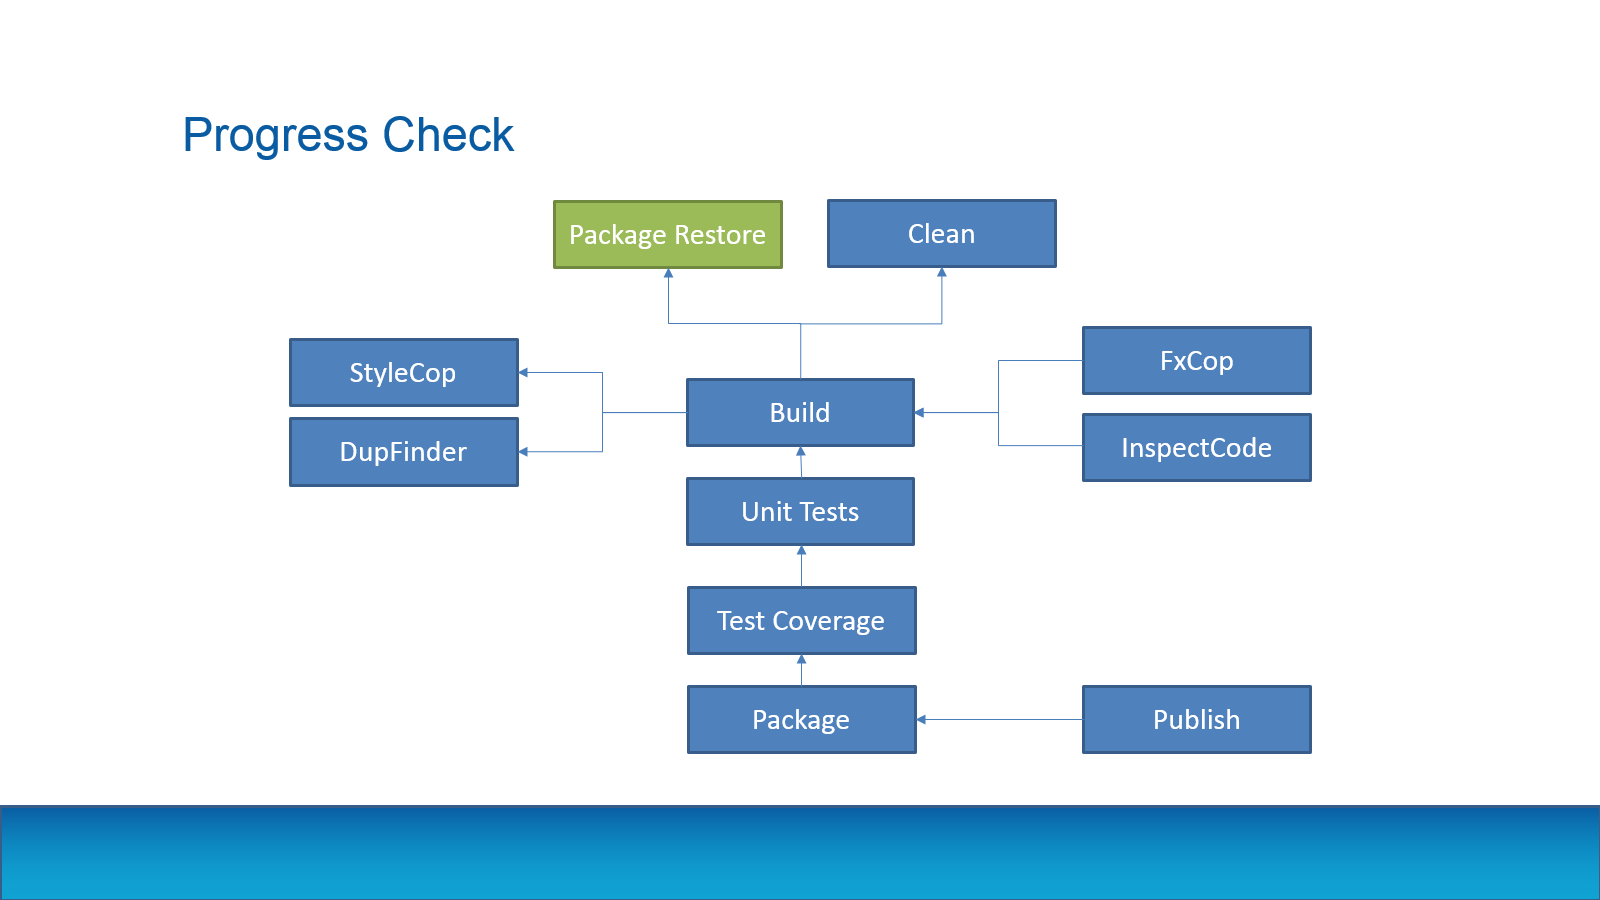 Progress Check
Package Restore
Clean
StyleCop
DupFinder
Build
FxCop
InspectCode
Unit Tests
Test Coverage
Package
Publish